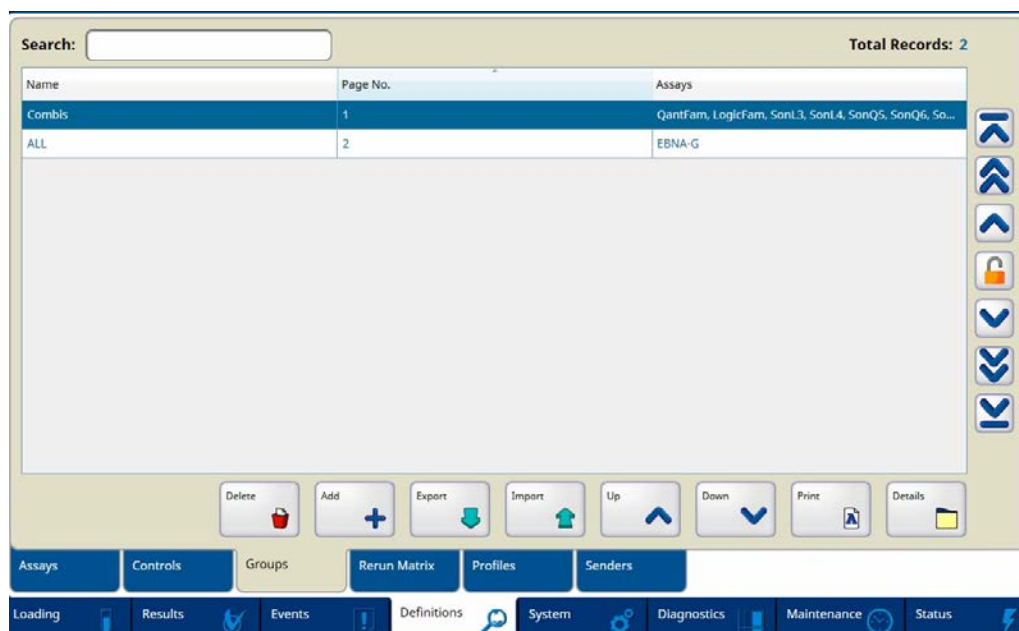 Search:
Total Records: 2
Name Page No. Assays
Combis 1 QantFam, LogicFam, SonL3, SonL4, SonQ5, SonQ6, So...
ALL 2 EBNA-G
Delete Add Export Import Up Down Print Details
Assays Controls Groups Rerun Matrix Profiles Senders
Loading Results Events Definitions System Diagnostics Maintenance Status